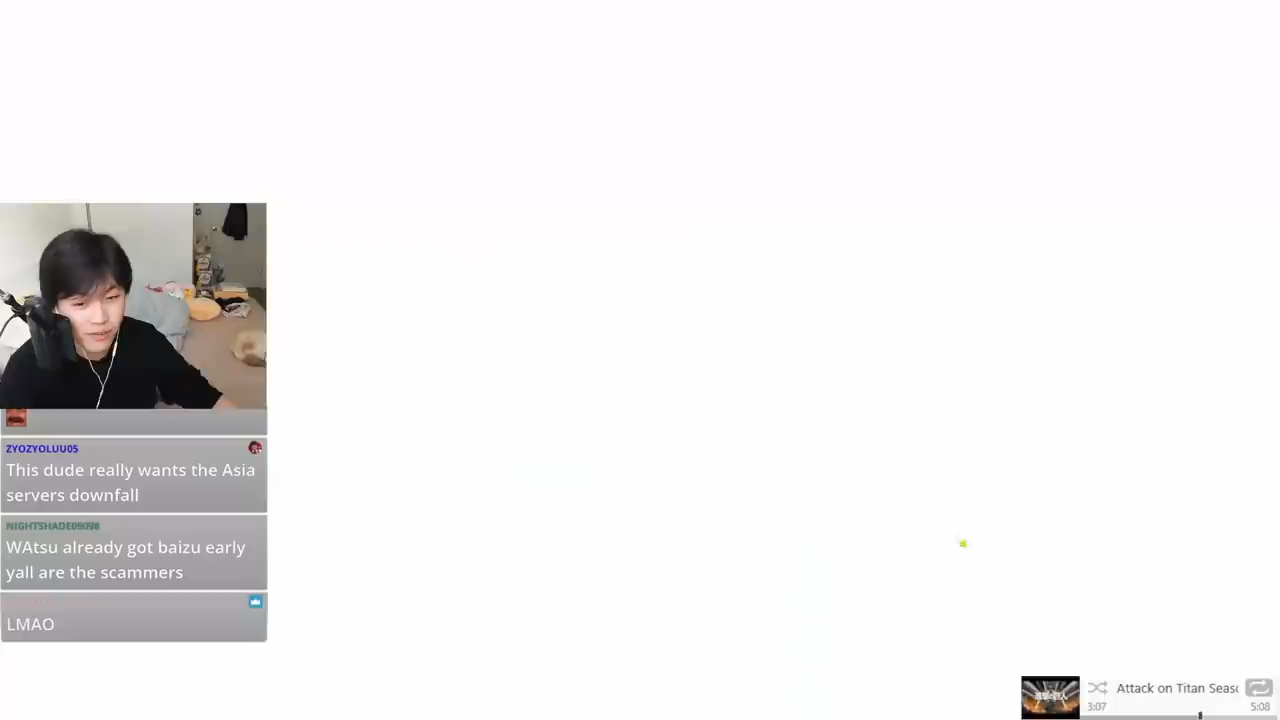 ZYOZYOLUU05
This dude really wants the Asia
servers downfall
NIGHTSHADE09098
WAtsu already got baizu early
yall are the scammers
LMAO
Attack on Titan Seas
3:07
5:08